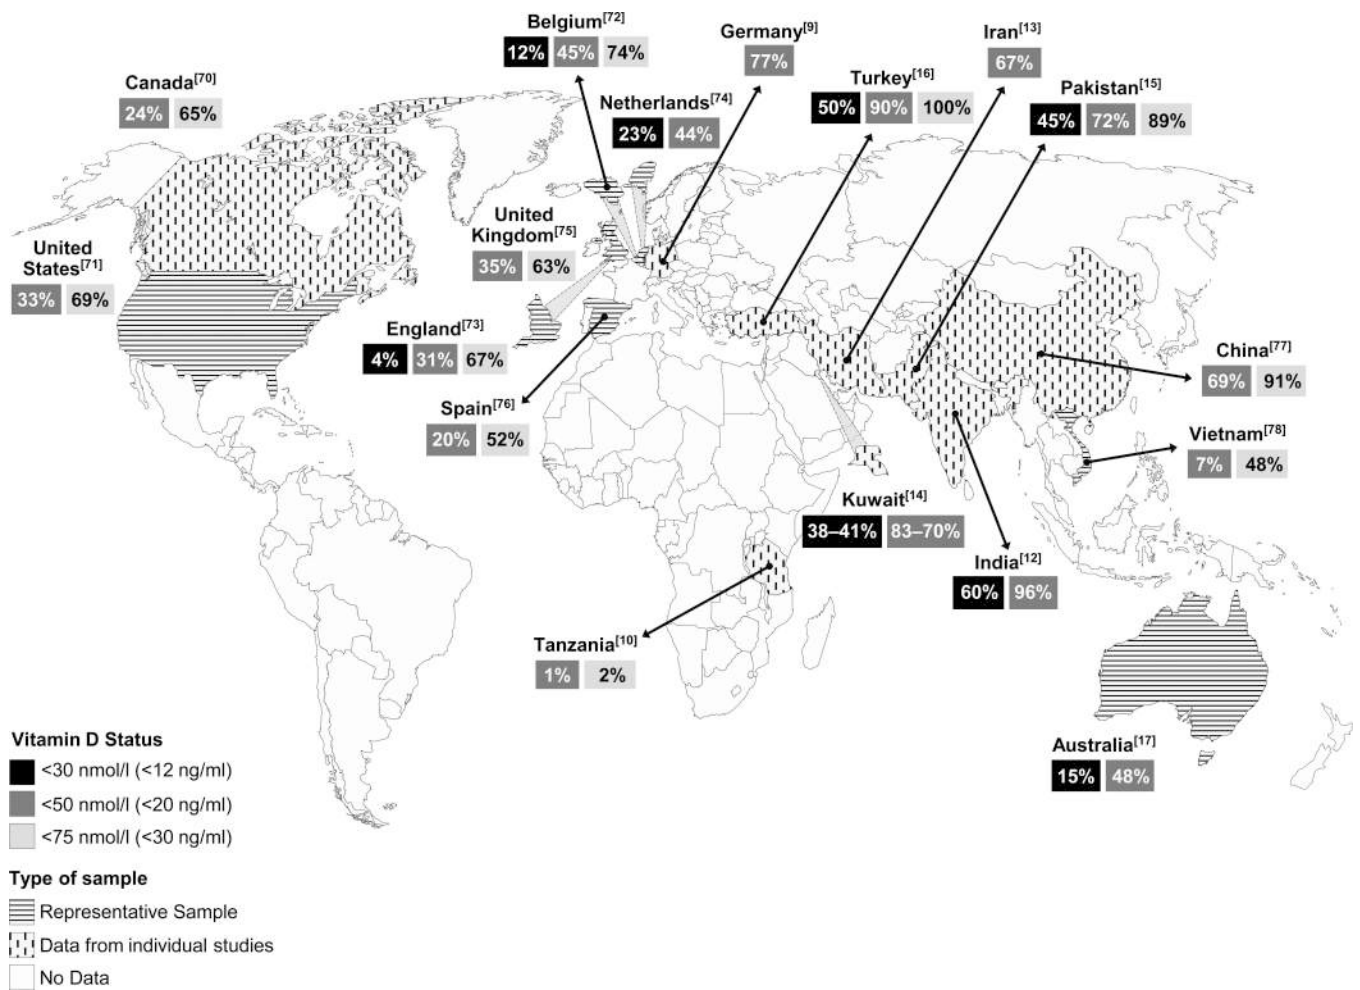 Belgium[72]
12% 45% 74%
Germany[9]
77%
Iran[13]
67%
Canada[70]
24% 65%
Netherlands[74]
23% 44%
Turkey[16]
50% 90% 100%
Pakistan[15]
45% 72% 89%
United
States[71]
33% 69%
United
Kingdom[75]
35% 63%
England[73]
4% 31% 67%
China[77]
69% 91%
Spain[76]
20% 52%
Vietnam[78]
7% 48%
Kuwait[14]
38–41% 83–70%
India[12]
60% 96%
Tanzania[10]
1% 2%
Australia[17]
15% 48%
Vitamin D Status
<30 nmol/l (<12 ng/ml)
<50 nmol/l (<20 ng/ml)
<75 nmol/l (<30 ng/ml)
Type of sample
Representative Sample
Data from individual studies
No Data